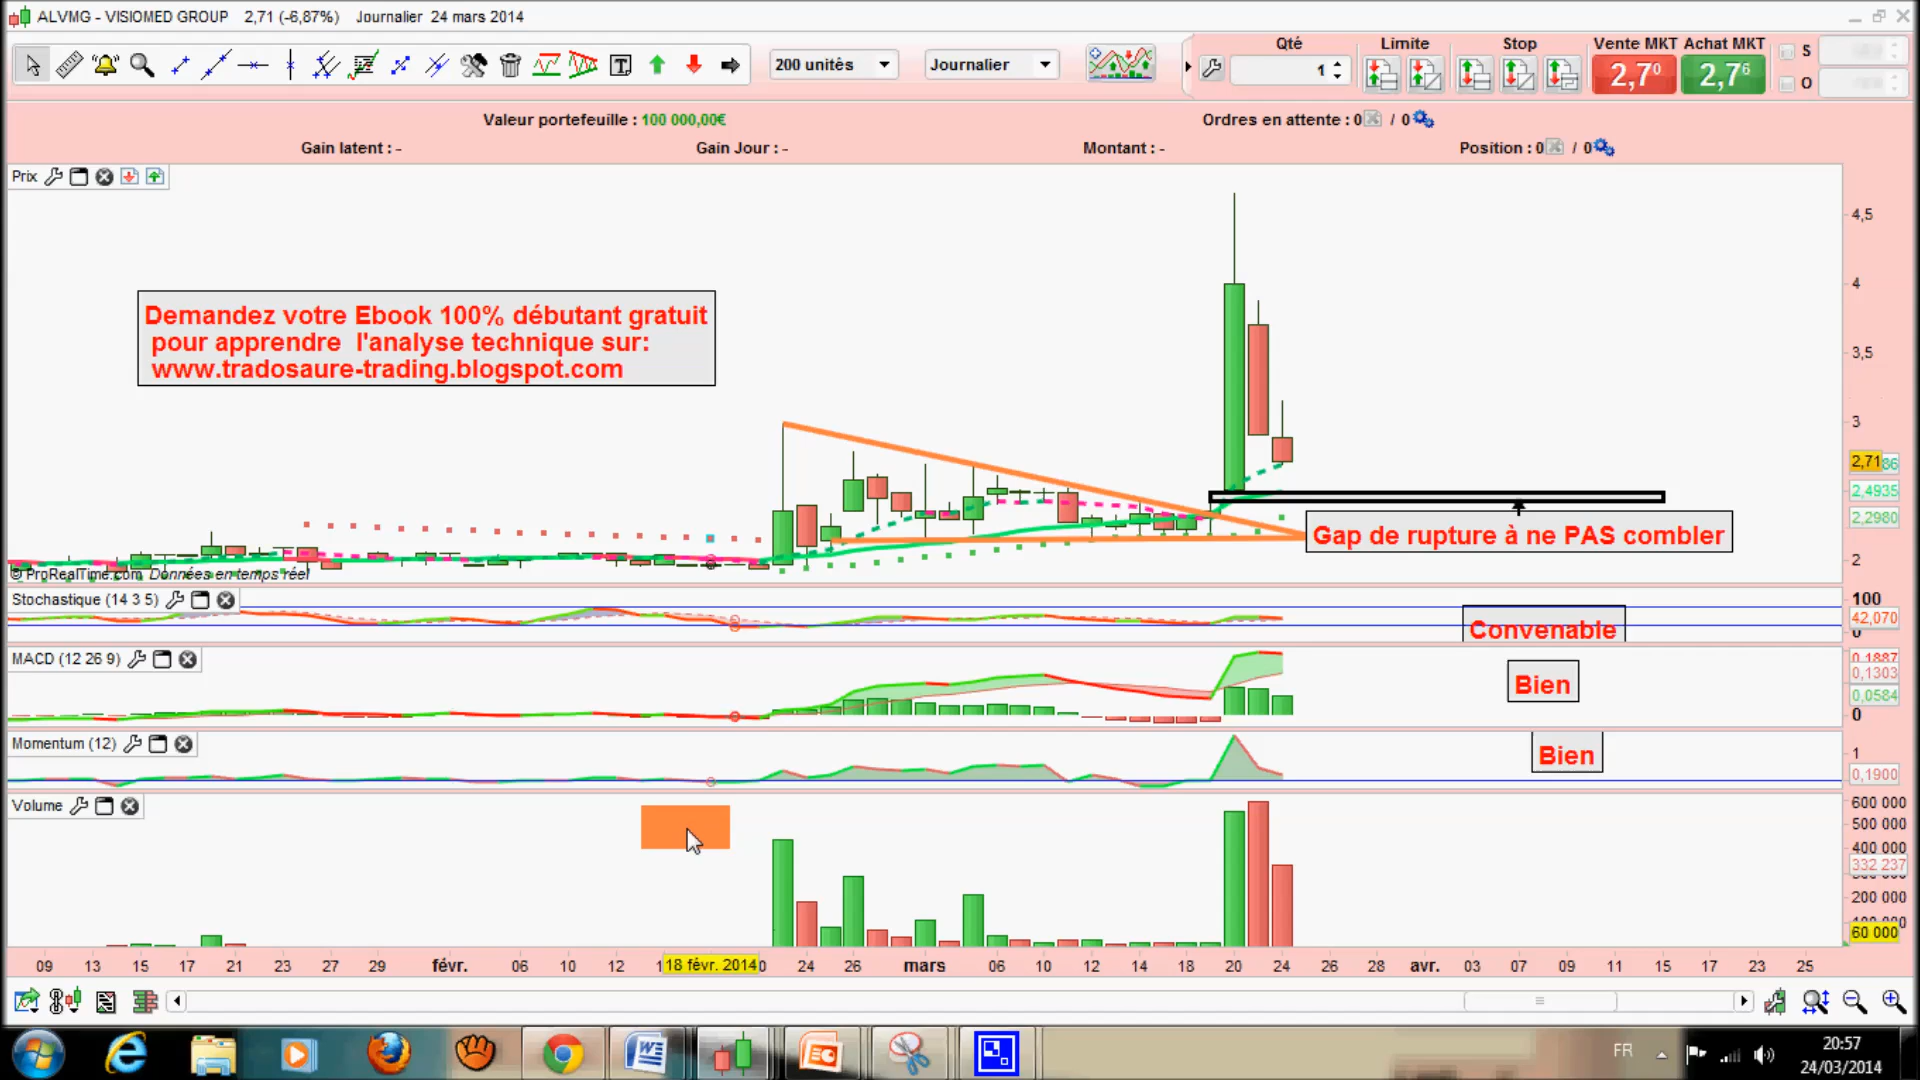 ALVMG - VISIOMED GROUP 2,71 (-6,87%) Journalier 24 mars 2014
200 unités
Journalier
Qté
1
Limite
Stop
Vente MKT Achat MKT
2,7⁰
2,7⁶
S
O
Valeur portefeuille : 100 000,00€
Ordres en attente : 0 / 0
Gain latent : -
Gain Jour : -
Montant : -
Position : 0 / 0
Prix
4,5
4
3,5
3
2,71
2,4935
2,2980
2
Demandez votre Ebook 100% débutant gratuit
pour apprendre l'analyse technique sur:
www.tradosaure-trading.blogspot.com
Gap de rupture à ne PAS combler
© ProRealTime.com Données en temps réel
Stochastique (14 3 5)
Convenable
100
42,070
0
MACD (12 26 9)
Bien
0,1887
0,1303
0,0584
0
Momentum (12)
Bien
1
0,1900
Volume
600 000
500 000
400 000
332 237
200 000
60 000
09 13 15 17 21 23 27 29 févr. 06 10 12 18 févr. 2014 24 26 mars 06 10 12 14 18 20 24 26 28 avr. 03 07 09 11 15 17 23 25
FR
20:57
24/03/2014